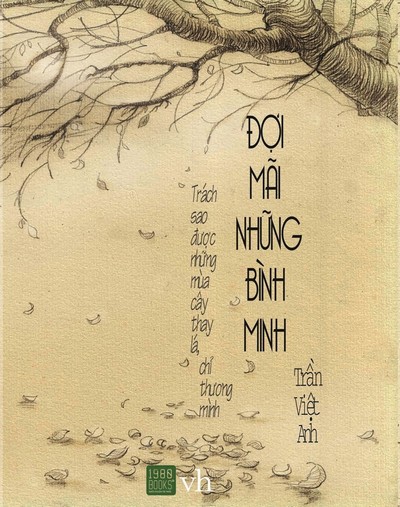 ĐỢI
MÃI
NHỮNG
BÌNH
MINH
Trách
sao
được
những
mùa
cây
thay
lá,
chỉ
thương
mình
Trần
Việt
Anh
1980
BOOKS
vh